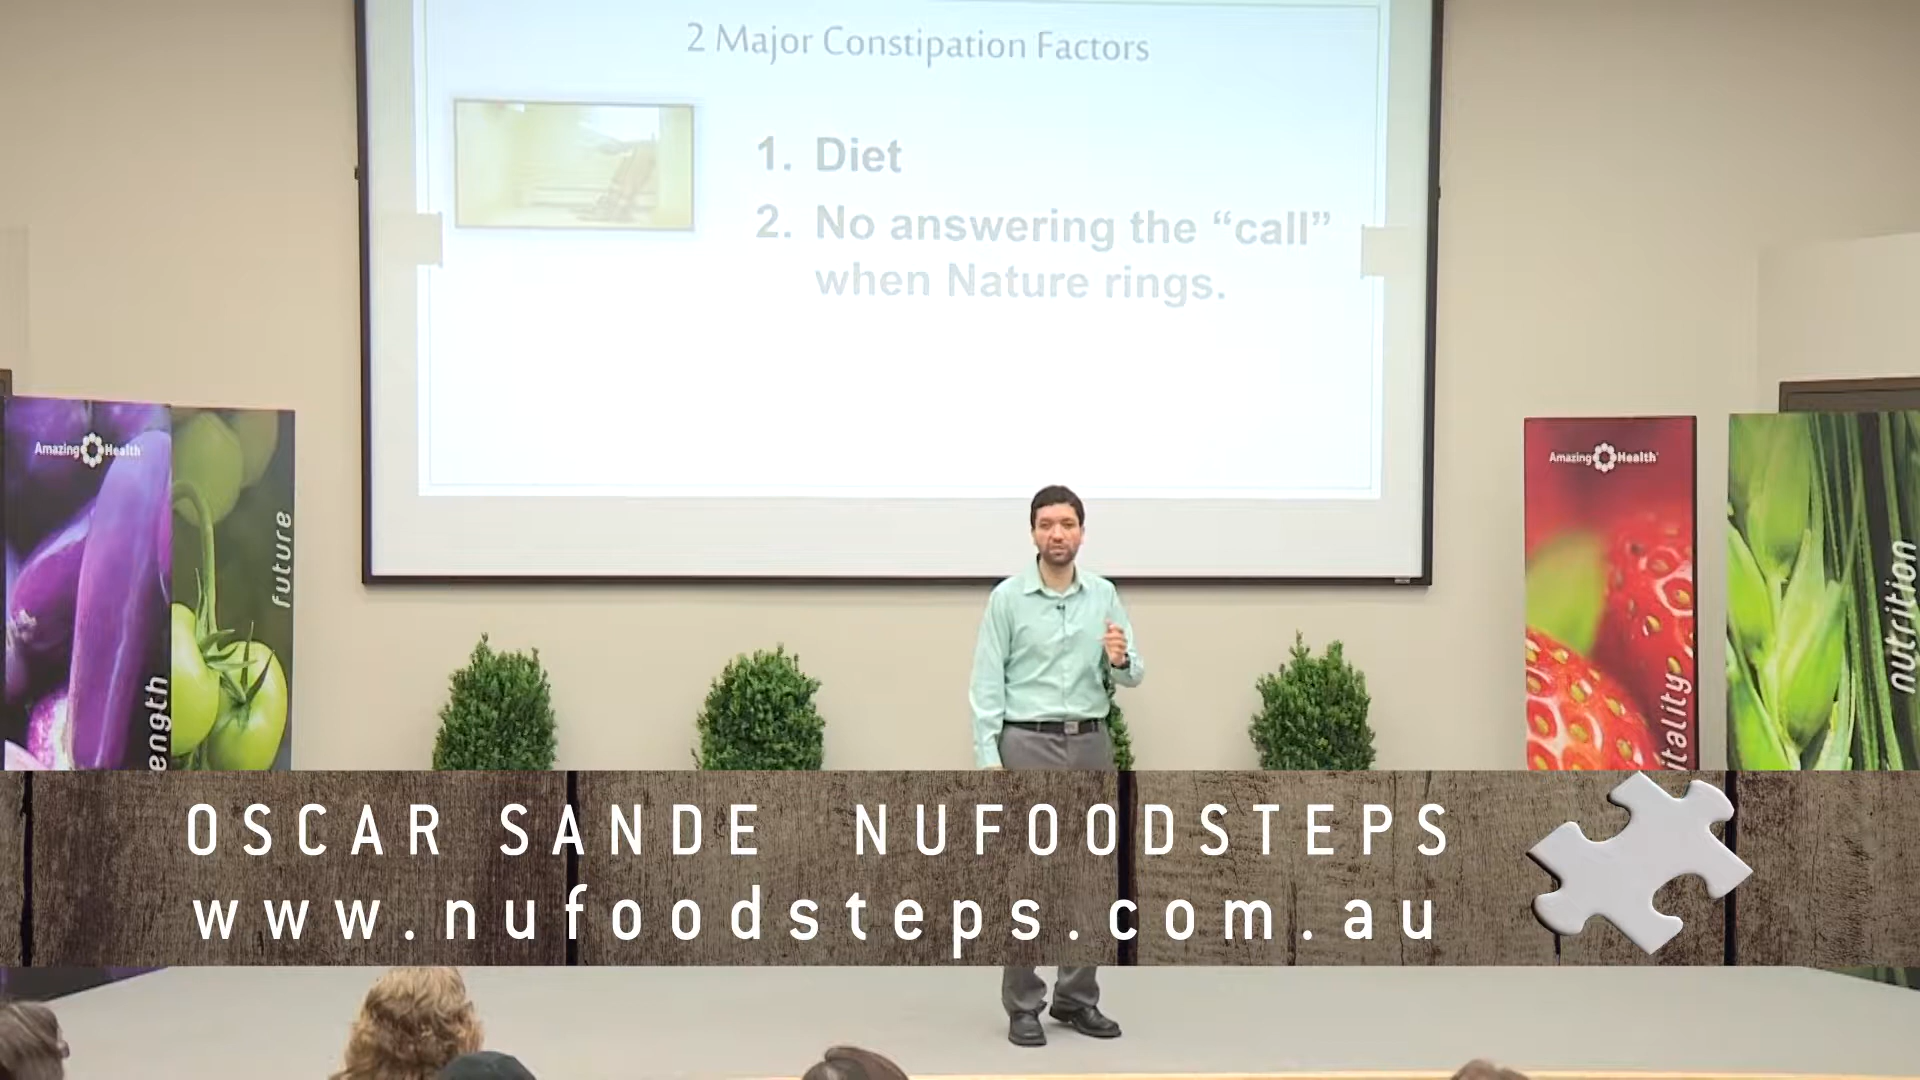 2 Major Constipation Factors
1. Diet
2. No answering the “call”
when Nature rings.
Amazing Health
future
ength
Amazing Health
itality
nutrition
OSCAR SANDE NUFOODSTEPS
www.nufoodsteps.com.au